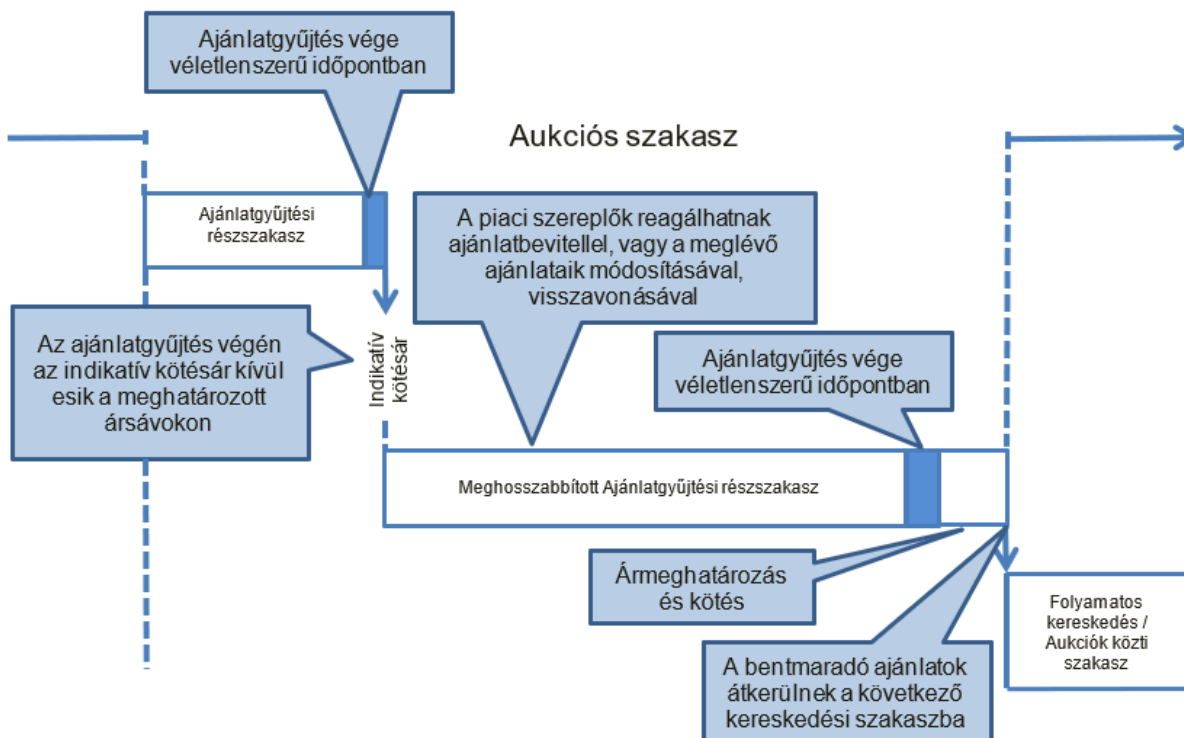 Ajánlatgyűjtés vége
véletlenszerű időpontban
Aukciós szakasz
Ajánlatgyűjtési
részszakasz
A piaci szereplők reagálhatnak
ajánlatbevitellel, vagy a meglévő
ajánlataik módosításával,
visszavonásával
Az ajánlatgyűjtés végén
az indikatív kötésár kívül
esik a meghatározott
ársávokon
Indikatív
kötésár
Ajánlatgyűjtés vége
véletlenszerű időpontban
Meghosszabbított Ajánlatgyűjtési részszakasz
Ármeghatározás
és kötés
Folyamatos
kereskedés /
Aukciók közti
szakasz
A bentmaradó ajánlatok
átkerülnek a következő
kereskedési szakaszba